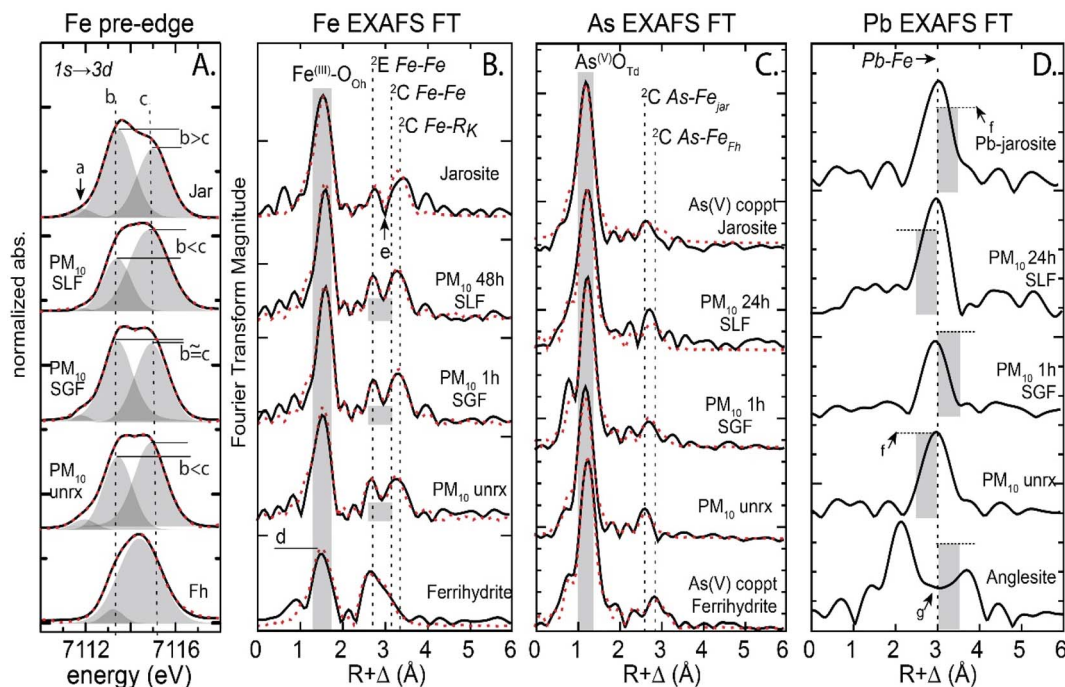 Fe pre-edge
Fe EXAFS FT
As EXAFS FT
Pb EXAFS FT
normalized abs.
1s→3d
A.
b
c
b>c
a
Jar
b<c
PM10
SLF
b≅c
PM10
SGF
b<c
PM10
unrx
Fh
71112
71116
energy (eV)
Fourier Transform Magnitude
B.
Fe(III)-OOh
2E Fe-Fe
2C Fe-Fe
2C Fe-RK
Jarosite
e
PM10 48h
SLF
PM10 1h
SGF
PM10 unrx
d
Ferrihydrite
0 1 2 3 4 5 6
R+Δ (Å)
As(V)OTd
C.
2C As-Fejar
2C As-FeFh
As(V) coppt
Jarosite
PM10 24h
SLF
PM10 1h
SGF
PM10 unrx
As(V) coppt
Ferrihydrite
0 1 2 3 4 5 6
R+Δ (Å)
Pb-Fe
D.
f
Pb-jarosite
PM10 24h
SLF
PM10 1h
SGF
f
PM10 unrx
Anglesite
g
0 1 2 3 4 5 6
R+Δ (Å)